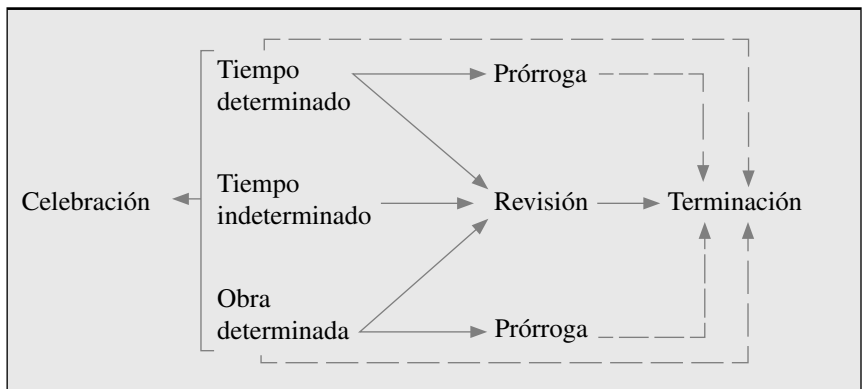 Tiempo
determinado
Prórroga
Celebración
Tiempo
indeterminado
Revisión
Terminación
Obra
determinada
Prórroga